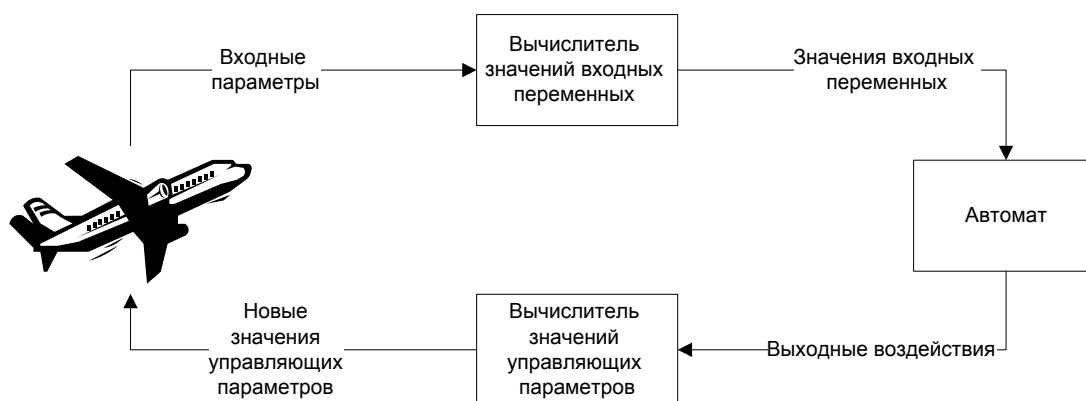 Входные
параметры
Вычислитель
значений входных
переменных
Значения входных
переменных
Автомат
Выходные воздействия
Вычислитель
значений
управляющих
параметров
Новые
значения
управляющих
параметров